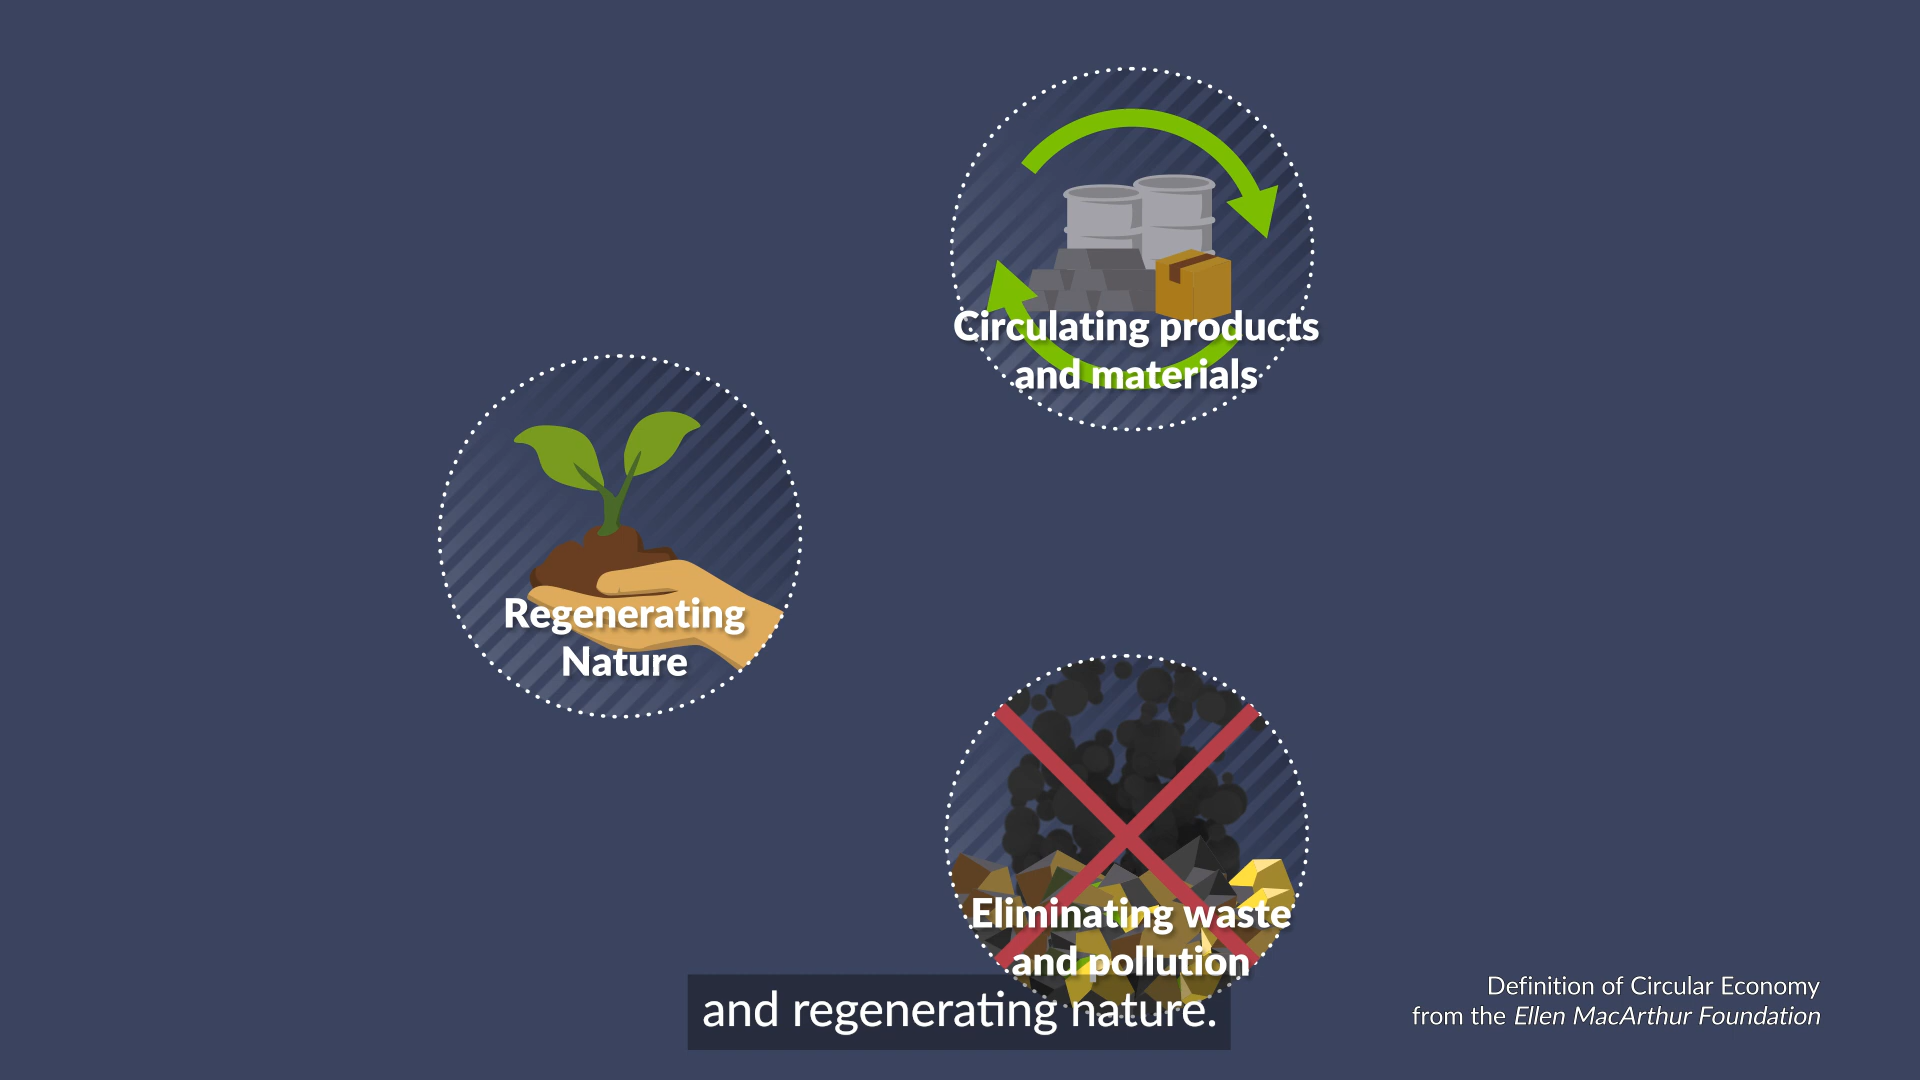 Circulating products
and materials
Regenerating
Nature
Eliminating waste
and pollution
and regenerating nature.
Definition of Circular Economy
from the Ellen MacArthur Foundation